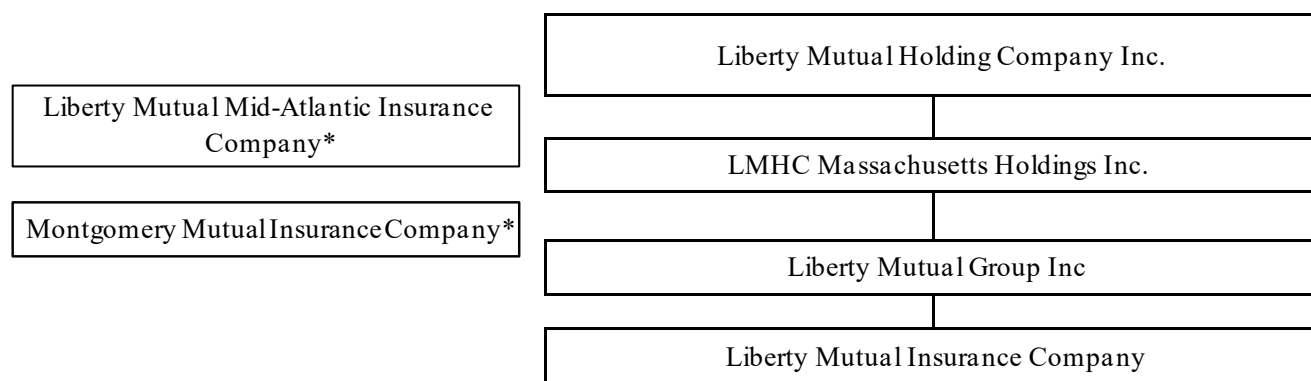 Liberty Mutual Holding Company Inc.
Liberty Mutual Mid-Atlantic Insurance
Company*
LMHC Massachusetts Holdings Inc.
Montgomery Mutual Insurance Company*
Liberty Mutual Group Inc
Liberty Mutual Insurance Company